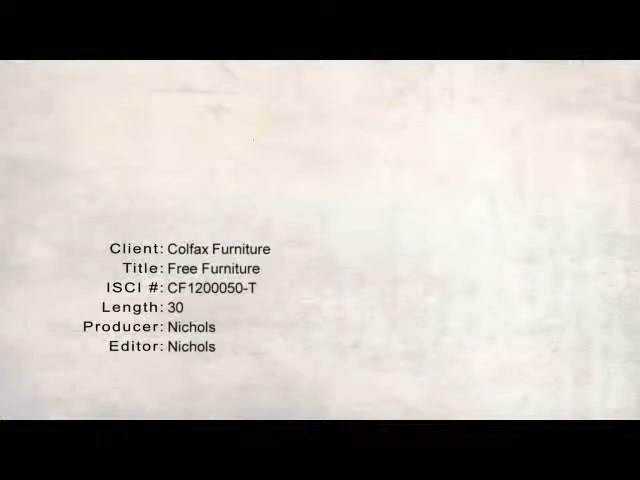 Client: Colfax Furniture
Title: Free Furniture
ISCI #: CF1200050-T
Length: 30
Producer: Nichols
Editor: Nichols